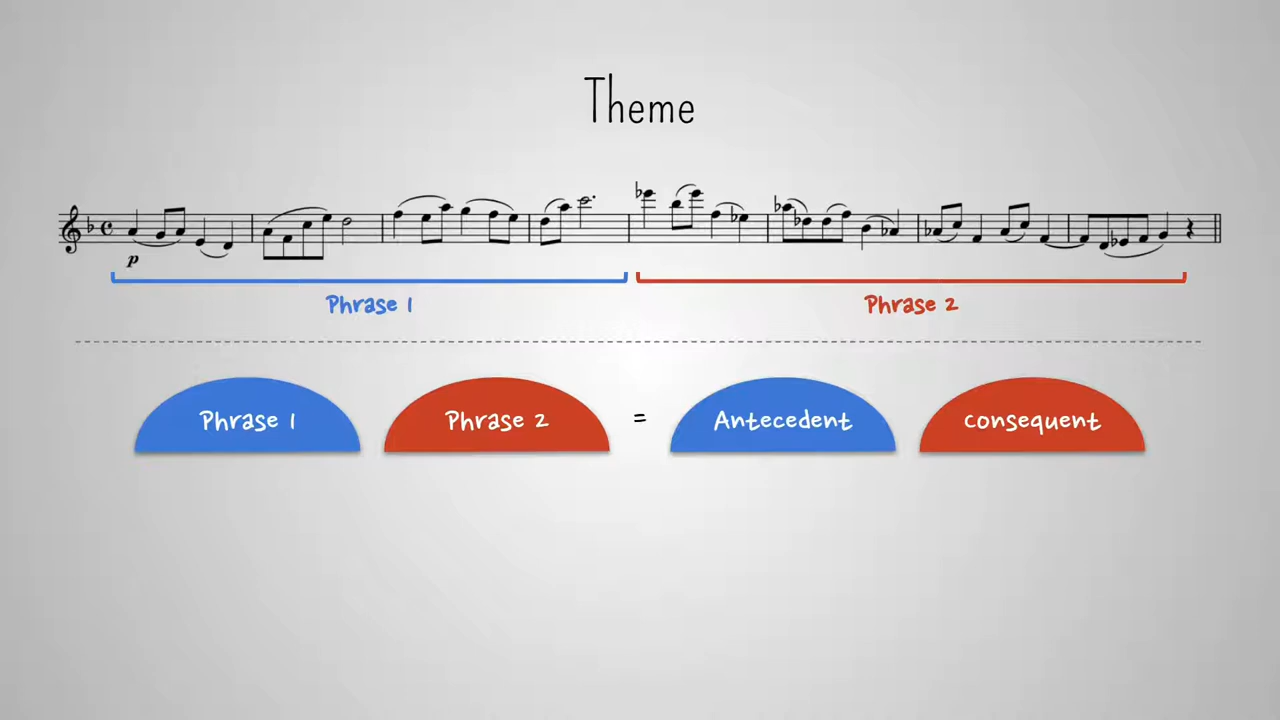 Theme
p
Phrase 1
Phrase 2
Phrase 1
Phrase 2
=
Antecedent
Consequent